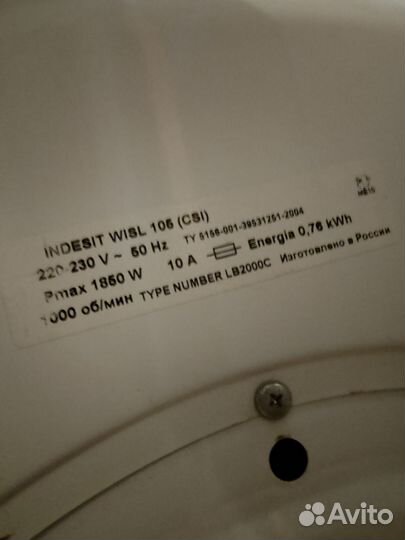 INDESIT WISL 105 (CSI)
220-230 V ~ 50 Hz TY 5156-001-39531251-2004
Pmax 1850 W 10 A Energia 0,76 kWh
1000 об/мин TYPE NUMBER LB2000C Изготовлено в России
МБ10
Avito